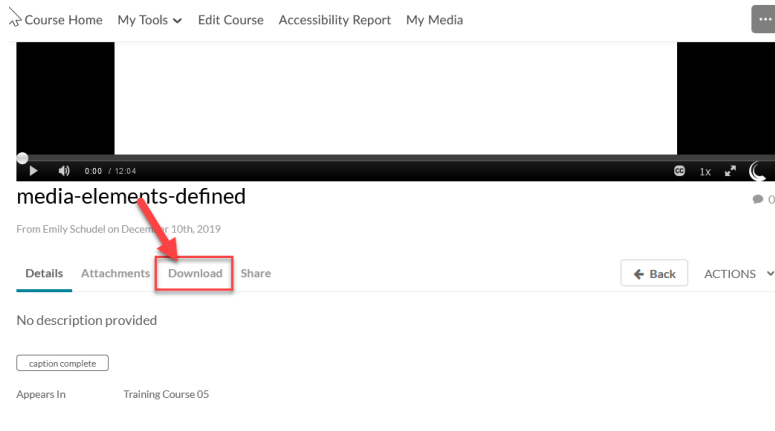 Course Home My Tools Edit Course Accessibility Report My Media
0:00 / 12:04 CC 1x
media-elements-defined 0
From Emily Schudel on December 10th, 2019
Details Attachments Download Share Back ACTIONS
No description provided
caption complete
Appears In Training Course 05